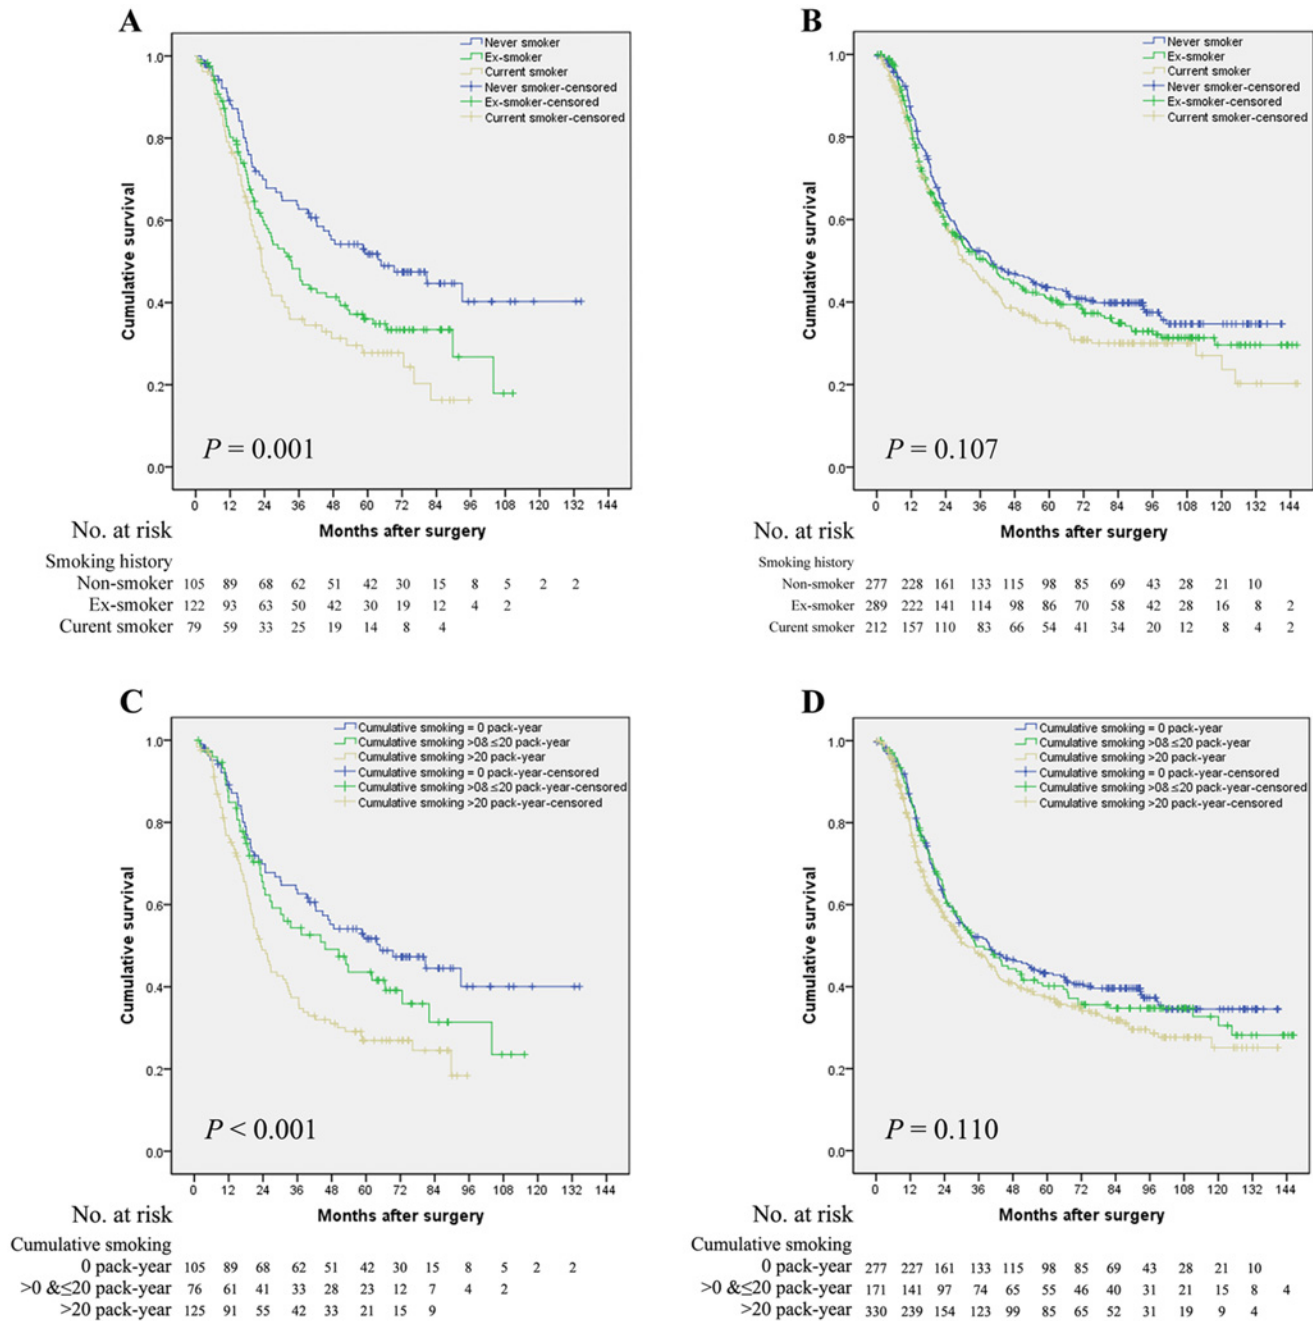 A
Never smoker
Ex-smoker
Current smoker
Never smoker-censored
Ex-smoker-censored
Current smoker-censored
1.0
0.8
0.6
0.4
0.2
0.0
Cumulative survival
P = 0.001
0 12 24 36 48 60 72 84 96 108 120 132 144
Months after surgery
No. at risk
Smoking history
Non-smoker 105 89 68 62 51 42 30 15 8 5 2 2
Ex-smoker 122 93 63 50 42 30 19 12 4 2
Curent smoker 79 59 33 25 19 14 8 4
B
Never smoker
Ex-smoker
Current smoker
Never smoker-censored
Ex-smoker-censored
Current smoker-censored
1.0
0.8
0.6
0.4
0.2
0.0
Cumulative survival
P = 0.107
0 12 24 36 48 60 72 84 96 108 120 132 144
Months after surgery
No. at risk
Smoking history
Non-smoker 277 228 161 133 115 98 85 69 43 28 21 10
Ex-smoker 289 222 141 114 98 86 70 58 42 28 16 8 2
Curent smoker 212 157 110 83 66 54 41 34 20 12 8 4 2
C
Cumulative smoking = 0 pack-year
Cumulative smoking >0& ≤20 pack-year
Cumulative smoking >20 pack-year
Cumulative smoking = 0 pack-year-censored
Cumulative smoking >0& ≤20 pack-year-censored
Cumulative smoking >20 pack-year-censored
1.0
0.8
0.6
0.4
0.2
0.0
Cumulative survival
P < 0.001
0 12 24 36 48 60 72 84 96 108 120 132 144
Months after surgery
No. at risk
Cumulative smoking
0 pack-year 105 89 68 62 51 42 30 15 8 5 2 2
>0 &≤20 pack-year 76 61 41 33 28 23 12 7 4 2
>20 pack-year 125 91 55 42 33 21 15 9
D
Cumulative smoking = 0 pack-year
Cumulative smoking >0& ≤20 pack-year
Cumulative smoking >20 pack-year
Cumulative smoking = 0 pack-year-censored
Cumulative smoking >0& ≤20 pack-year-censored
Cumulative smoking >20 pack-year-censored
1.0
0.8
0.6
0.4
0.2
0.0
Cumulative survival
P = 0.110
0 12 24 36 48 60 72 84 96 108 120 132 144
Months after surgery
No. at risk
Cumulative smoking
0 pack-year 277 227 161 133 115 98 85 69 43 28 21 10
>0 &≤20 pack-year 171 141 97 74 65 55 46 40 31 21 15 8 4
>20 pack-year 330 239 154 123 99 85 65 52 31 19 9 4